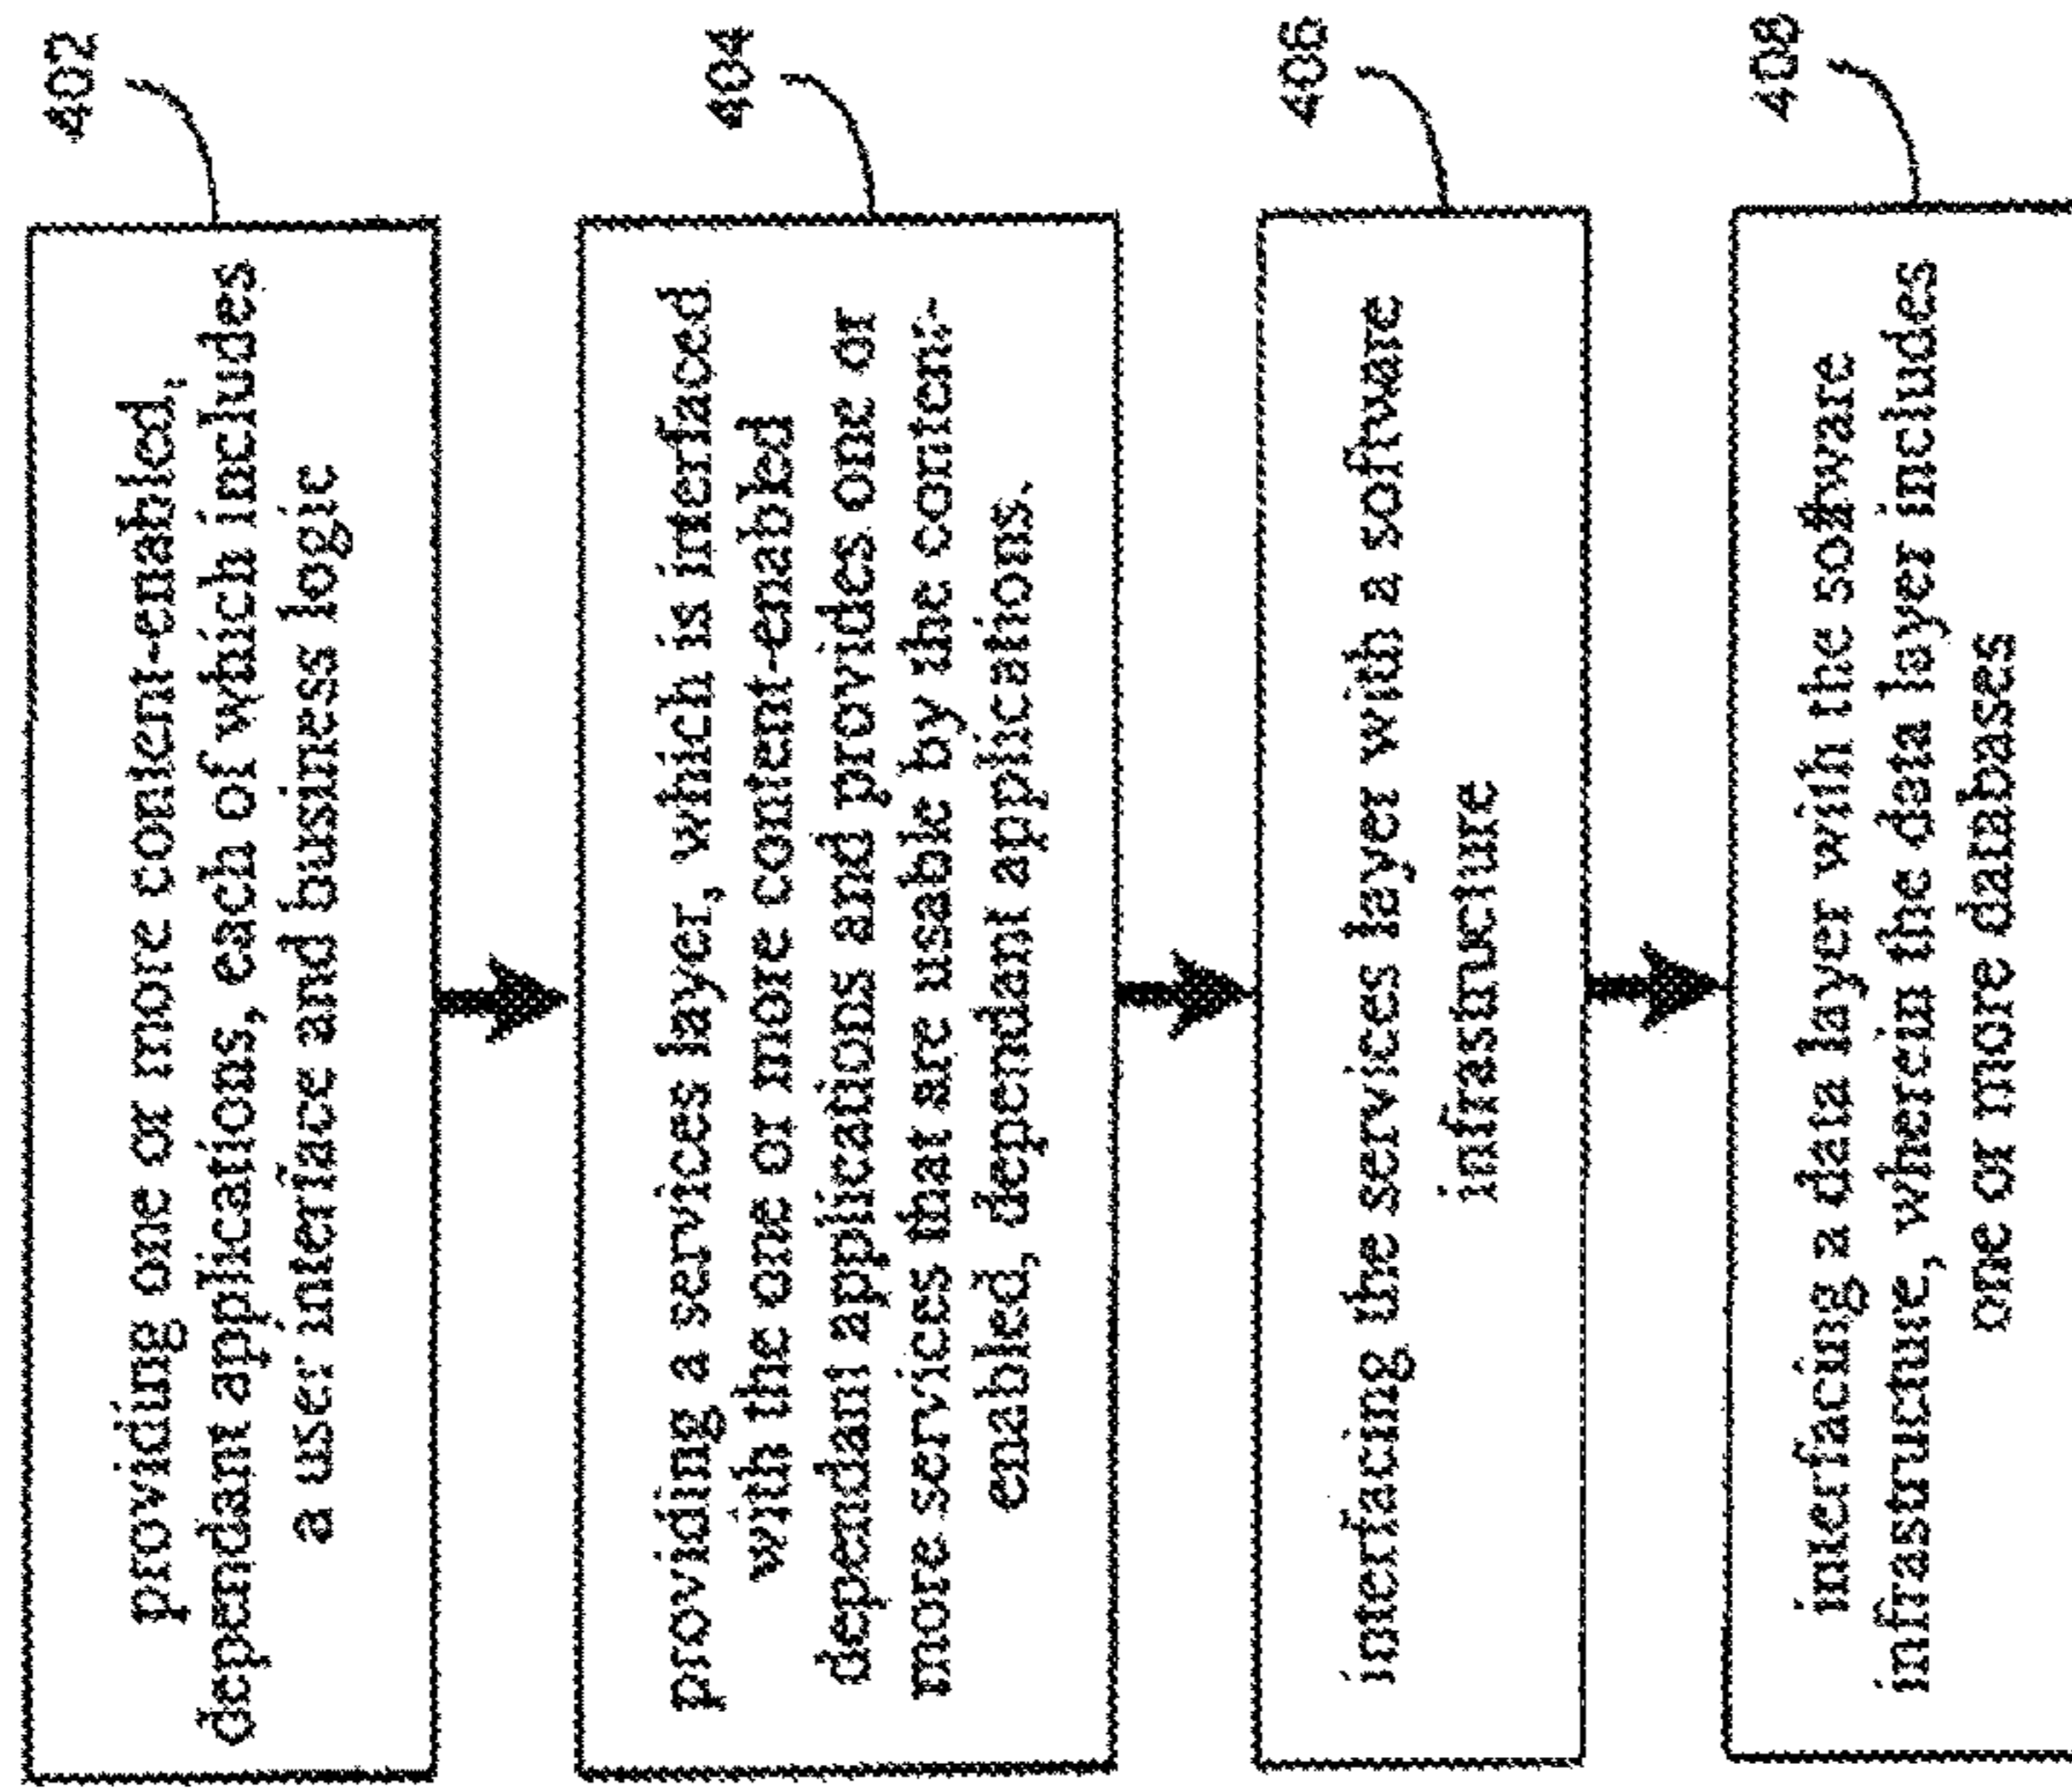 402
providing one or more content-enabled,
dependant applications, each of which includes
a user interface and business logic
404
providing a services layer, which is interfaced
with the one or more content-enabled
dependant applications and provides one or
more services that are usable by the content-
enabled, dependant applications.
406
interfacing the services layer with a software
infrastructure
408
interfacing a data layer with the software
infrastructure, wherein the data layer includes
one or more databases